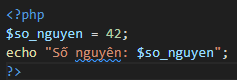 <?php
$so_nguyen = 42;
echo "Số nguyên: $so_nguyen";
?>